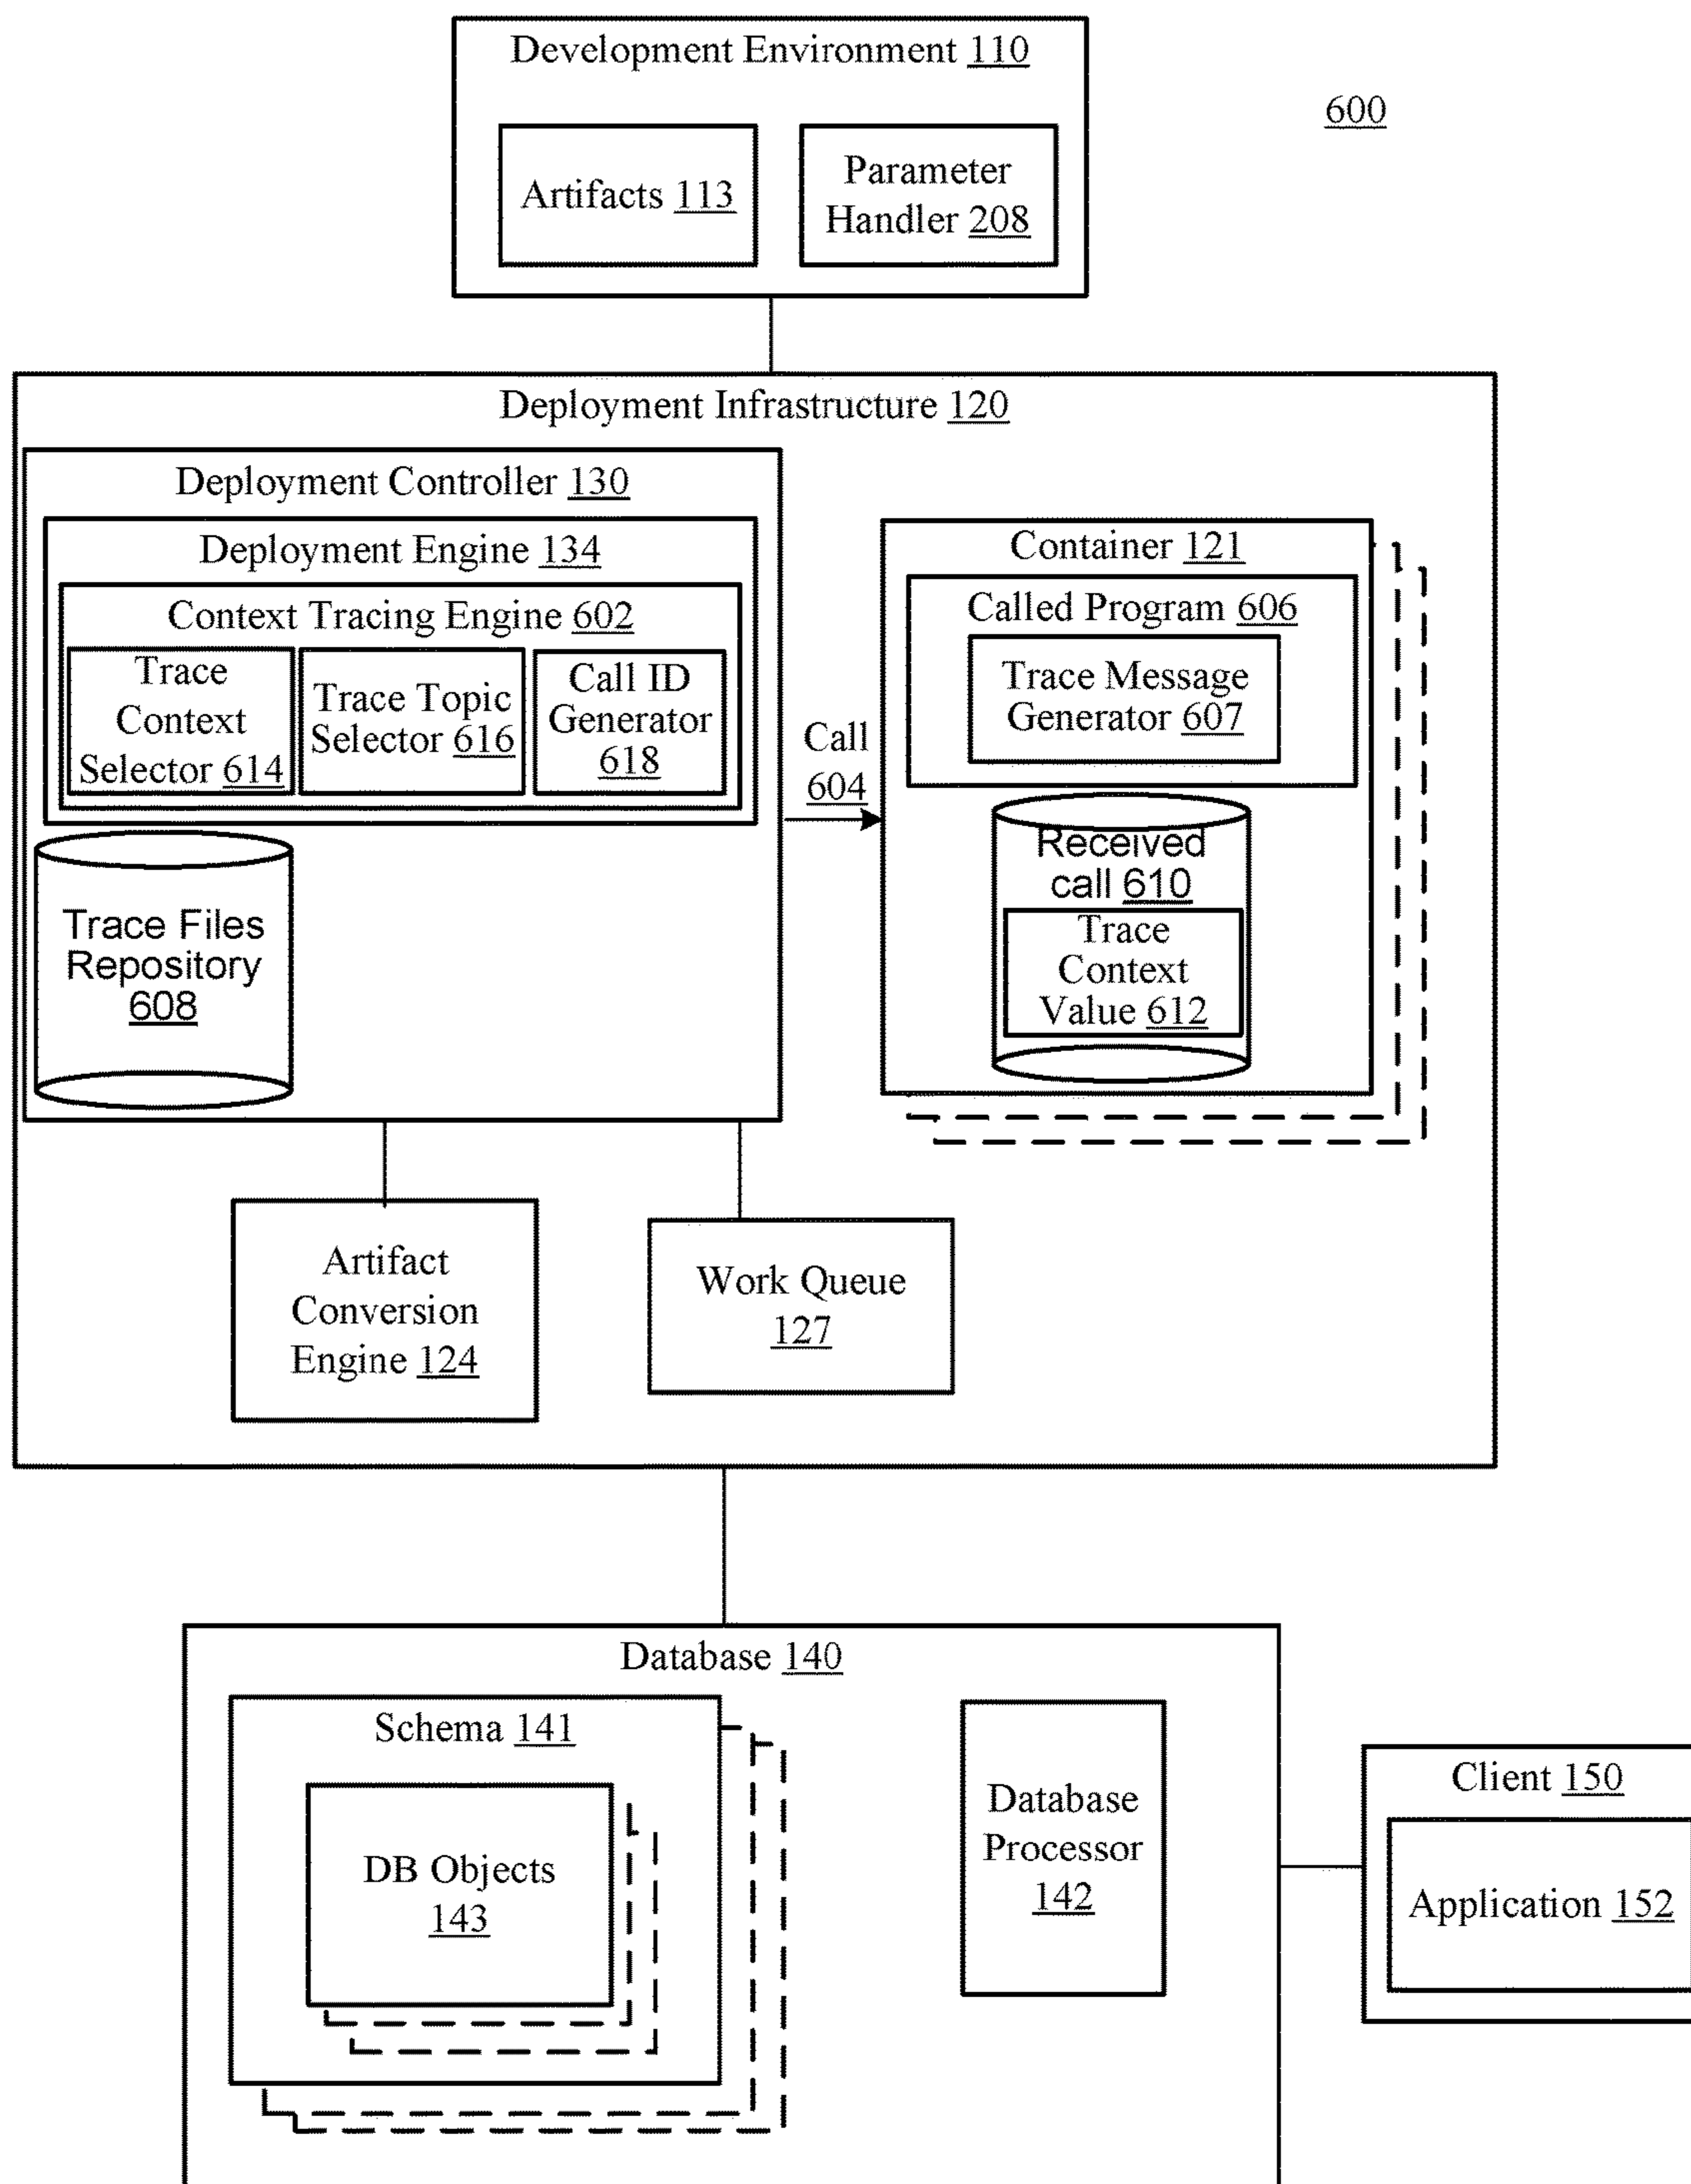 Development Environment 110
600
Artifacts 113
Parameter
Handler 208
Deployment Infrastructure 120
Deployment Controller 130
Deployment Engine 134
Context Tracing Engine 602
Trace
Context
Selector 614
Trace Topic
Selector 616
Call ID
Generator
618
Call
604
Container 121
Called Program 606
Trace Message
Generator 607
Received
call 610
Trace
Context
Value 612
Trace Files
Repository
608
Artifact
Conversion
Engine 124
Work Queue
127
Database 140
Schema 141
DB Objects
143
Database
Processor
142
Client 150
Application 152